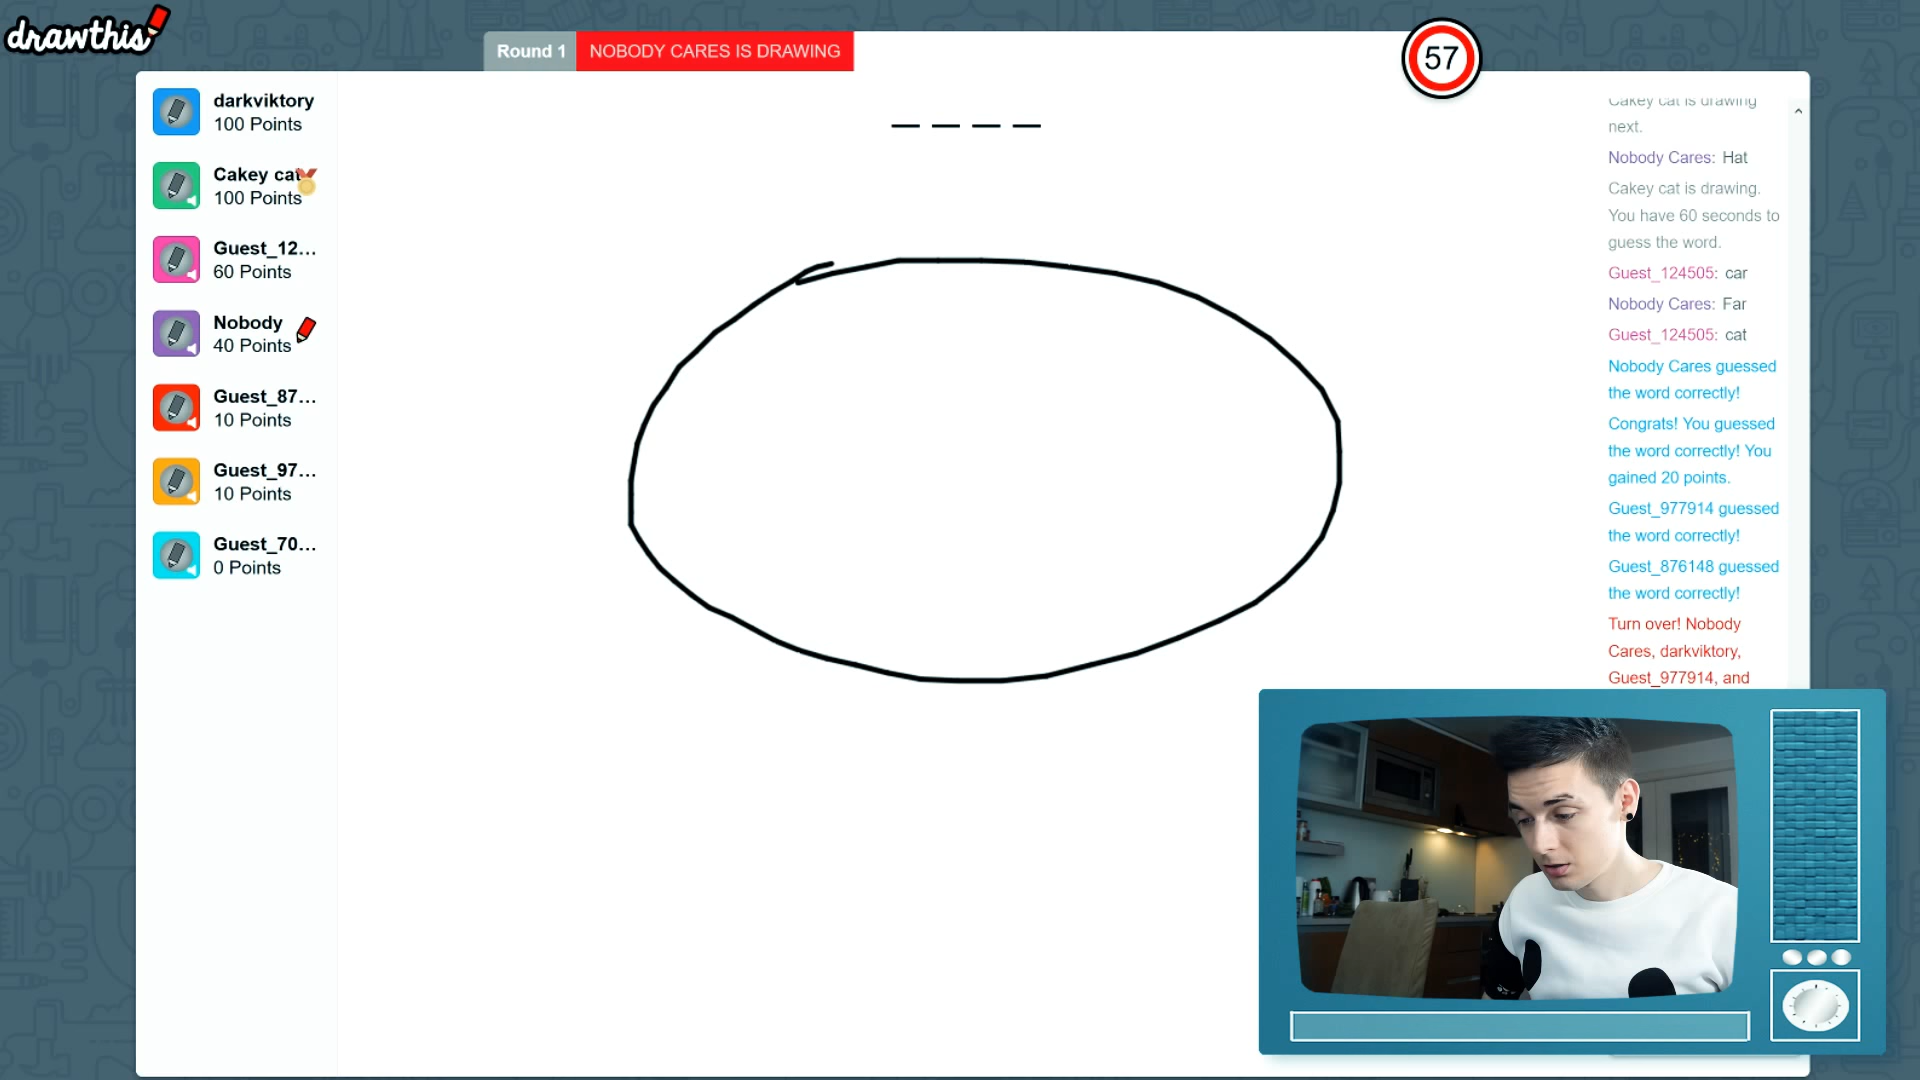 drawthis
Round 1 NOBODY CARES IS DRAWING
57
darkviktory
100 Points
Cakey cat
100 Points
Guest_12...
60 Points
Nobody
40 Points
Guest_87...
10 Points
Guest_97...
10 Points
Guest_70...
0 Points
Cakey cat is drawing
next.
Nobody Cares: Hat
Cakey cat is drawing.
You have 60 seconds to
guess the word.
Guest_124505: car
Nobody Cares: Far
Guest_124505: cat
Nobody Cares guessed
the word correctly!
Congrats! You guessed
the word correctly! You
gained 20 points.
Guest_977914 guessed
the word correctly!
Guest_876148 guessed
the word correctly!
Turn over! Nobody
Cares, darkviktory,
Guest_977914, and